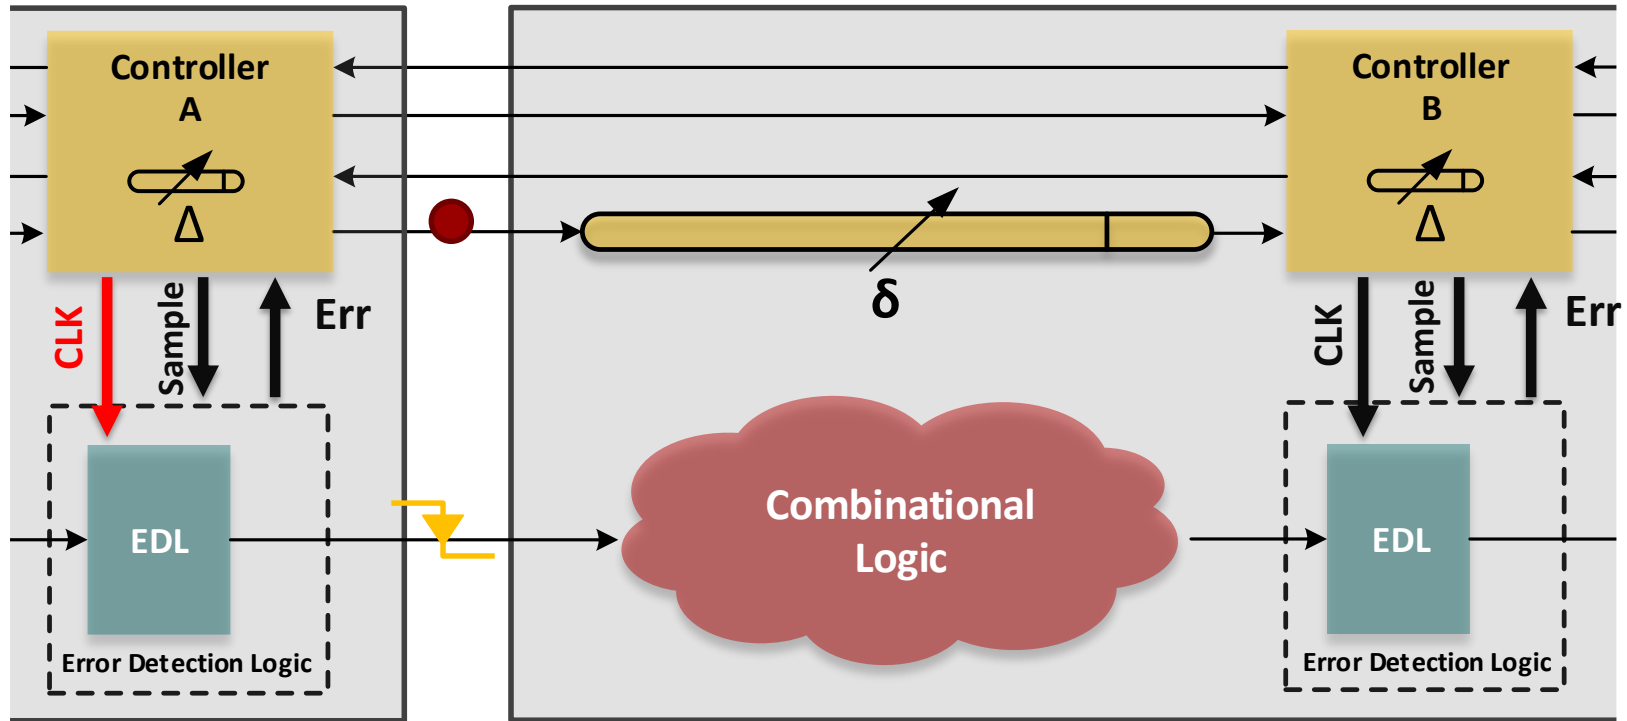 Controller
A
Δ
CLK
Sample
Err
EDL
Error Detection Logic
δ
Combinational
Logic
Controller
B
Δ
CLK
Sample
Err
EDL
Error Detection Logic